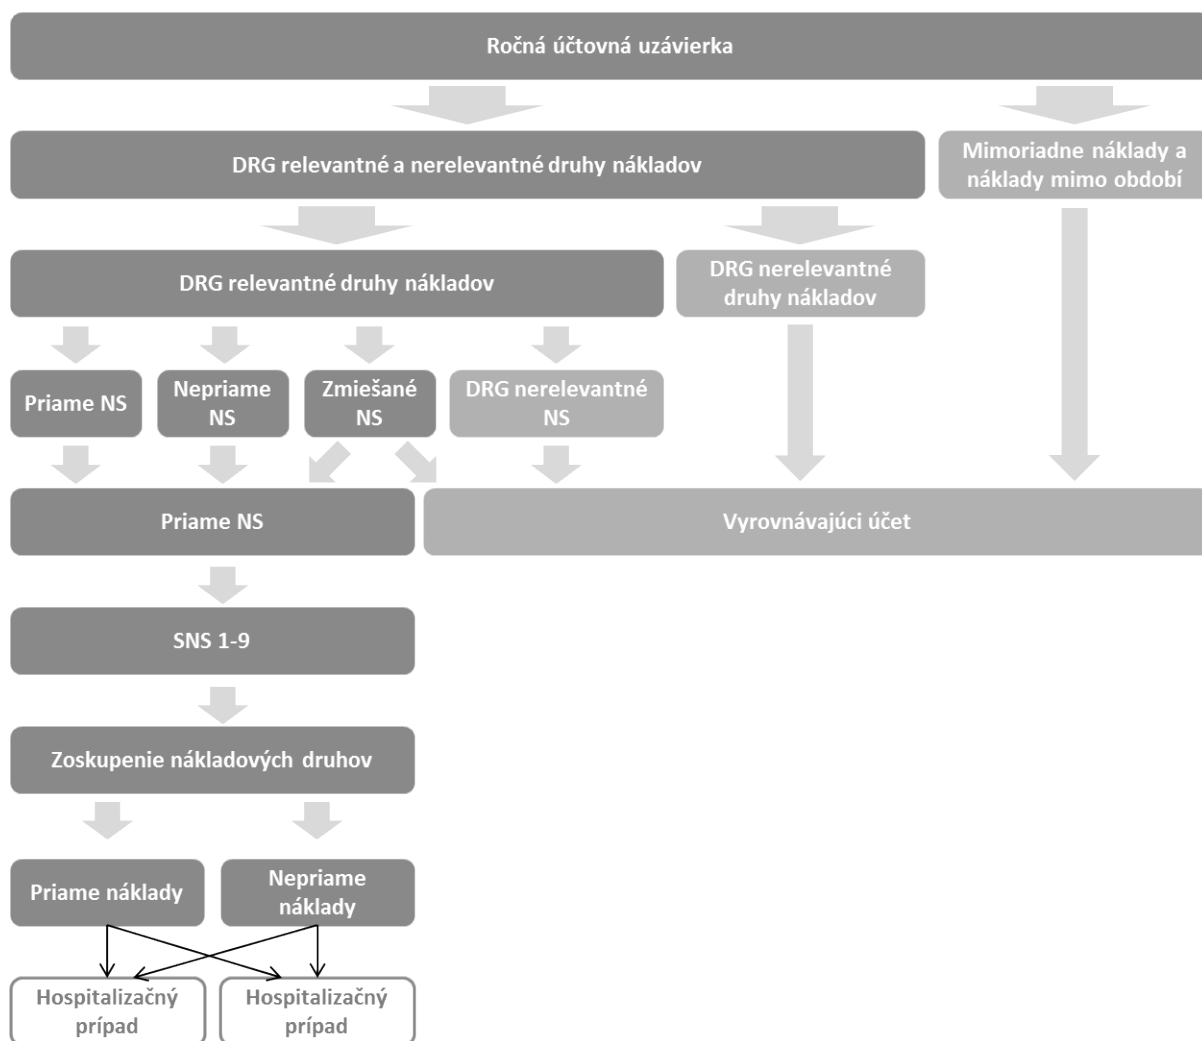 Ročná účtovná uzávierka
DRG relevantné a nerelevantné druhy nákladov
Mimoriadne náklady a
náklady mimo období
DRG relevantné druhy nákladov
DRG nerelevantné
druhy nákladov
Priame NS
Nepriame
NS
Zmiešané
NS
DRG nerelevantné
NS
Priame NS
Vyrovnávajúci účet
SNS 1-9
Zoskupenie nákladových druhov
Priame náklady
Nepriame
náklady
Hospitalizačný
prípad
Hospitalizačný
prípad